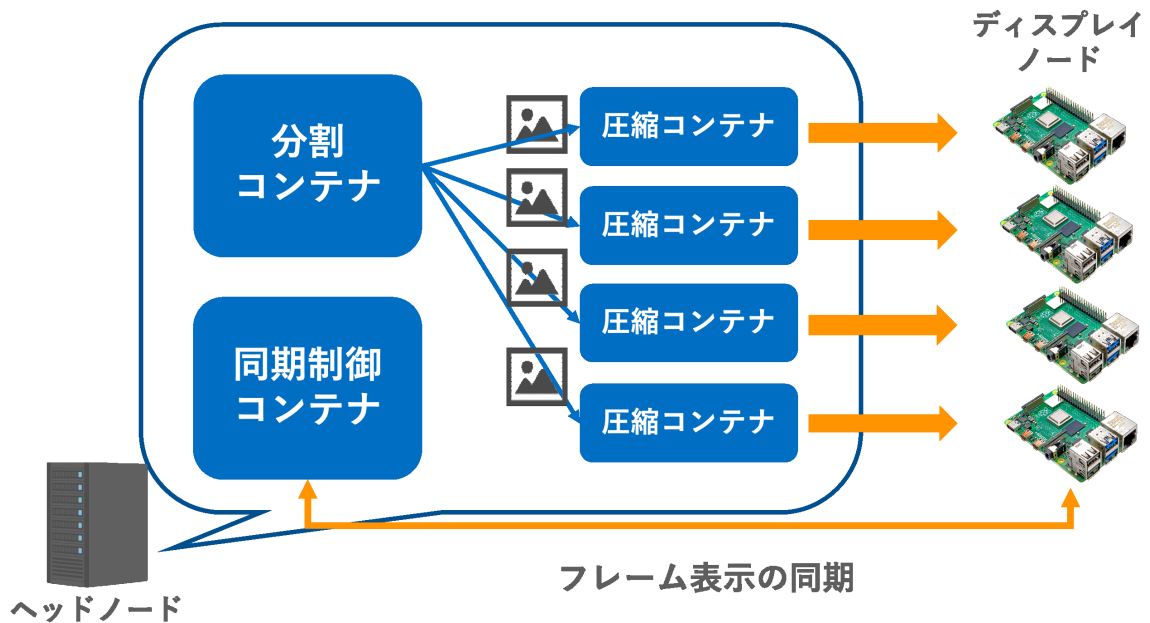 ディスプレイ
ノード
分割
コンテナ
圧縮コンテナ
圧縮コンテナ
圧縮コンテナ
圧縮コンテナ
同期制御
コンテナ
フレーム表示の同期
ヘッドノード